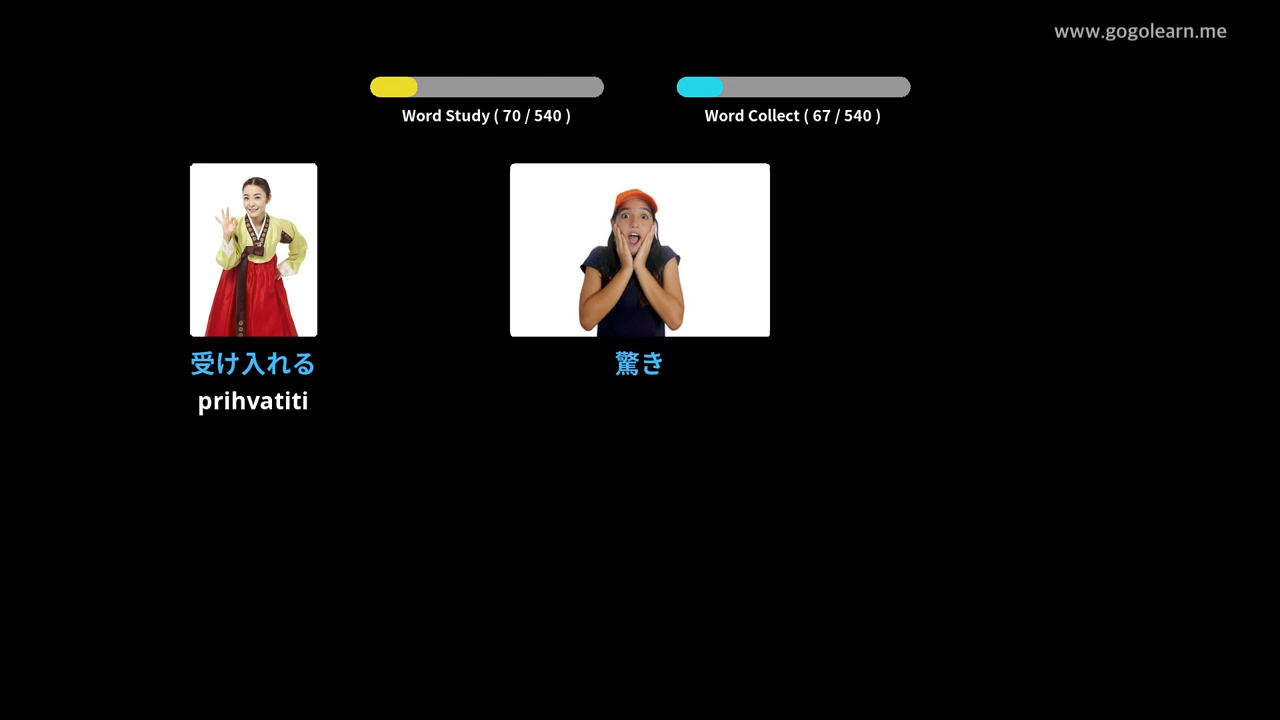 www.gogolearn.me
Word Study ( 70 / 540 )
Word Collect ( 67 / 540 )
受け入れる
prihvatiti
驚き